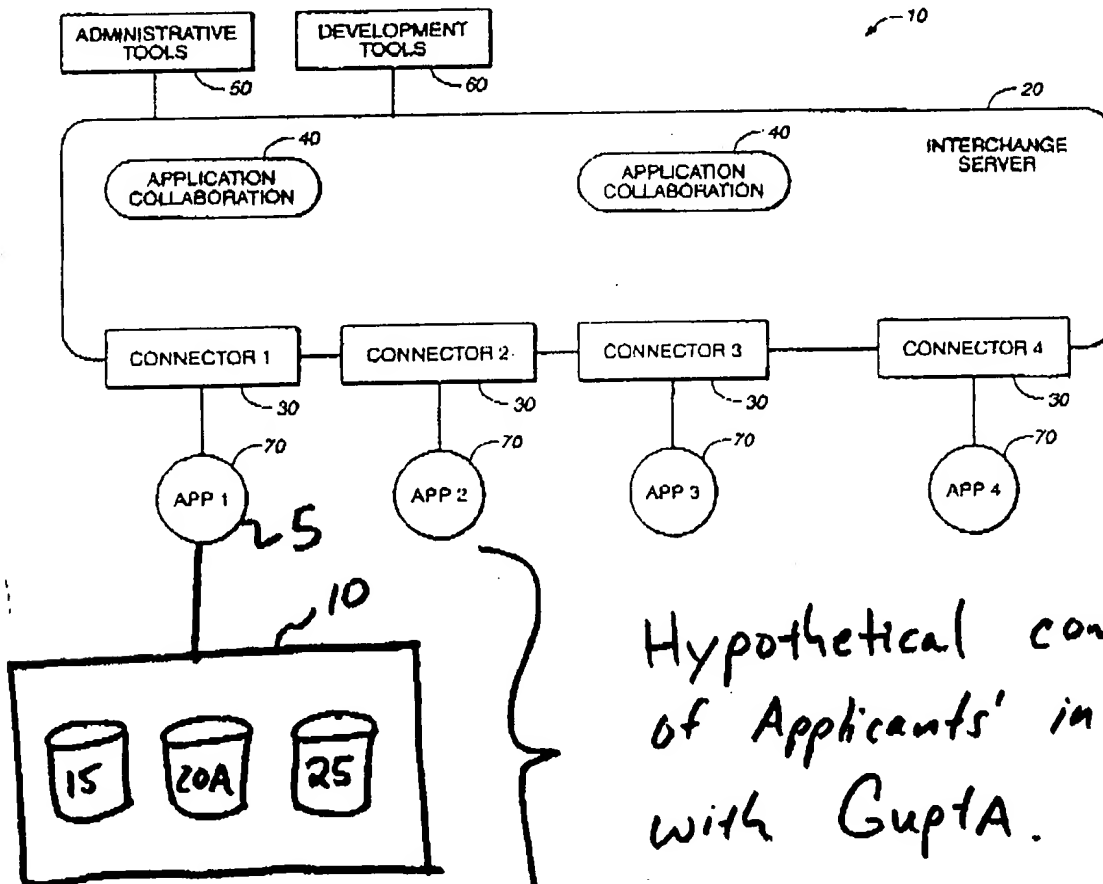 10
ADMINISTRATIVE
TOOLS
50
DEVELOPMENT
TOOLS
60
20
INTERCHANGE
SERVER
40
APPLICATION
COLLABORATION
40
APPLICATION
COLLABORATION
CONNECTOR 1
30
CONNECTOR 2
30
CONNECTOR 3
30
CONNECTOR 4
30
70
APP 1
70
APP 2
70
APP 3
70
APP 4
5
10
15
20A
25
Hypothetical
of Applicants' in
with GuptA.